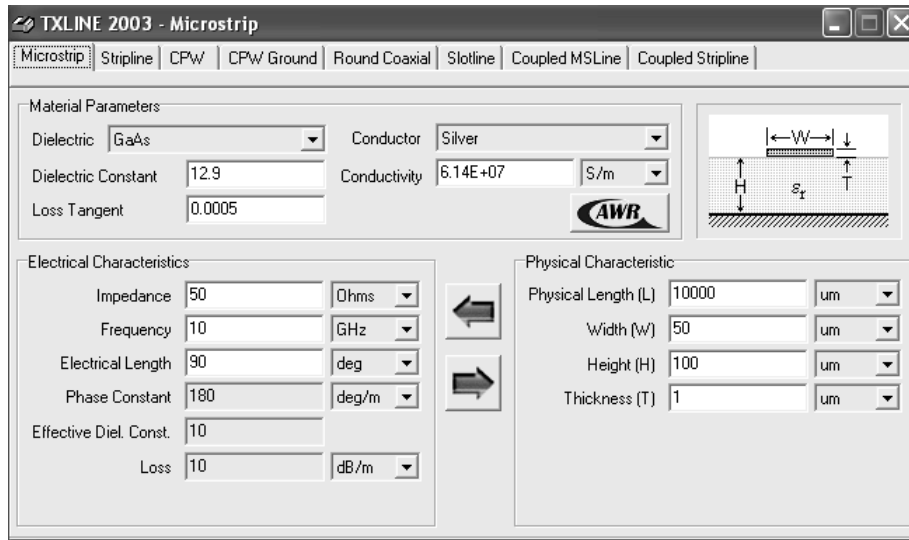 TXLINE 2003 - Microstrip
Microstrip Stripline CPW CPW Ground Round Coaxial Slotline Coupled MSLine Coupled Stripline
Material Parameters
Dielectric GaAs Conductor Silver
Dielectric Constant 12.9 Conductivity 6.14E+07 S/m
Loss Tangent 0.0005 AWR
W
H εr T
Electrical Characteristics
Impedance 50 Ohms
Frequency 10 GHz
Electrical Length 90 deg
Phase Constant 180 deg/m
Effective Diel. Const. 10
Loss 10 dB/m
Physical Characteristic
Physical Length (L) 10000 um
Width (W) 50 um
Height (H) 100 um
Thickness (T) 1 um